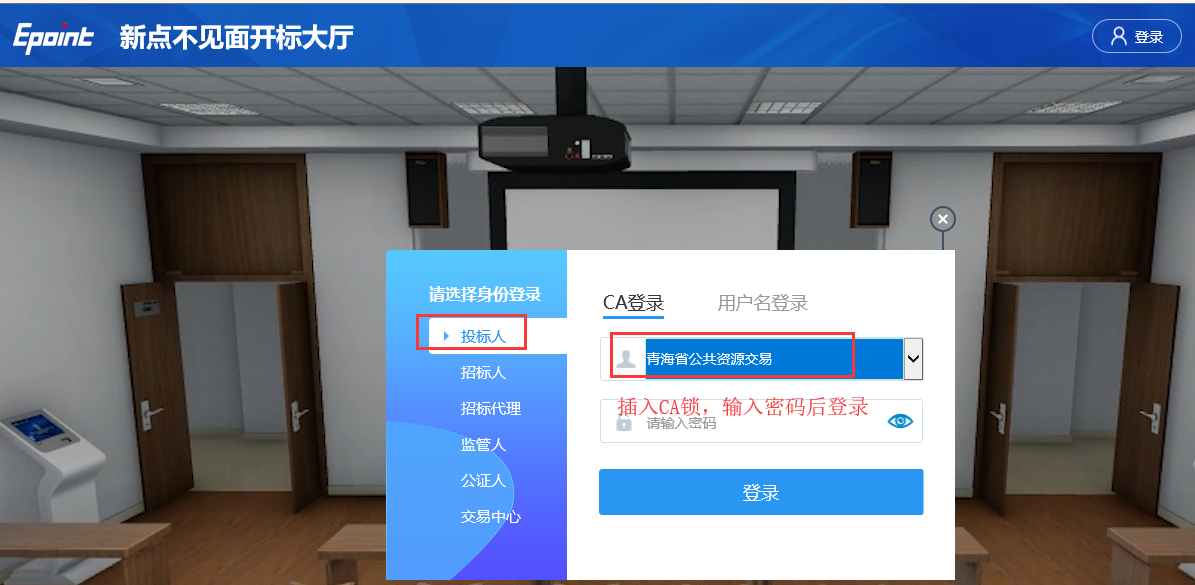 Epoint 新点不见面开标大厅
登录
请选择身份登录
投标人
招标人
招标代理
监管人
公证人
交易中心
CA登录 用户名登录
青海省公共资源交易
插入CA锁，输入密码后登录
请输入密码
登录